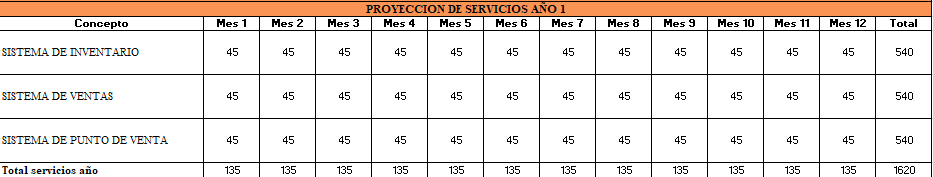 PROYECCION DE SERVICIOS AÑO 1
Concepto Mes 1 Mes 2 Mes 3 Mes 4 Mes 5 Mes 6 Mes 7 Mes 8 Mes 9 Mes 10 Mes 11 Mes 12 Total
SISTEMA DE INVENTARIO 45 45 45 45 45 45 45 45 45 45 45 45 540
SISTEMA DE VENTAS 45 45 45 45 45 45 45 45 45 45 45 45 540
SISTEMA DE PUNTO DE VENTA 45 45 45 45 45 45 45 45 45 45 45 45 540
Total servicios año 135 135 135 135 135 135 135 135 135 135 135 135 1620